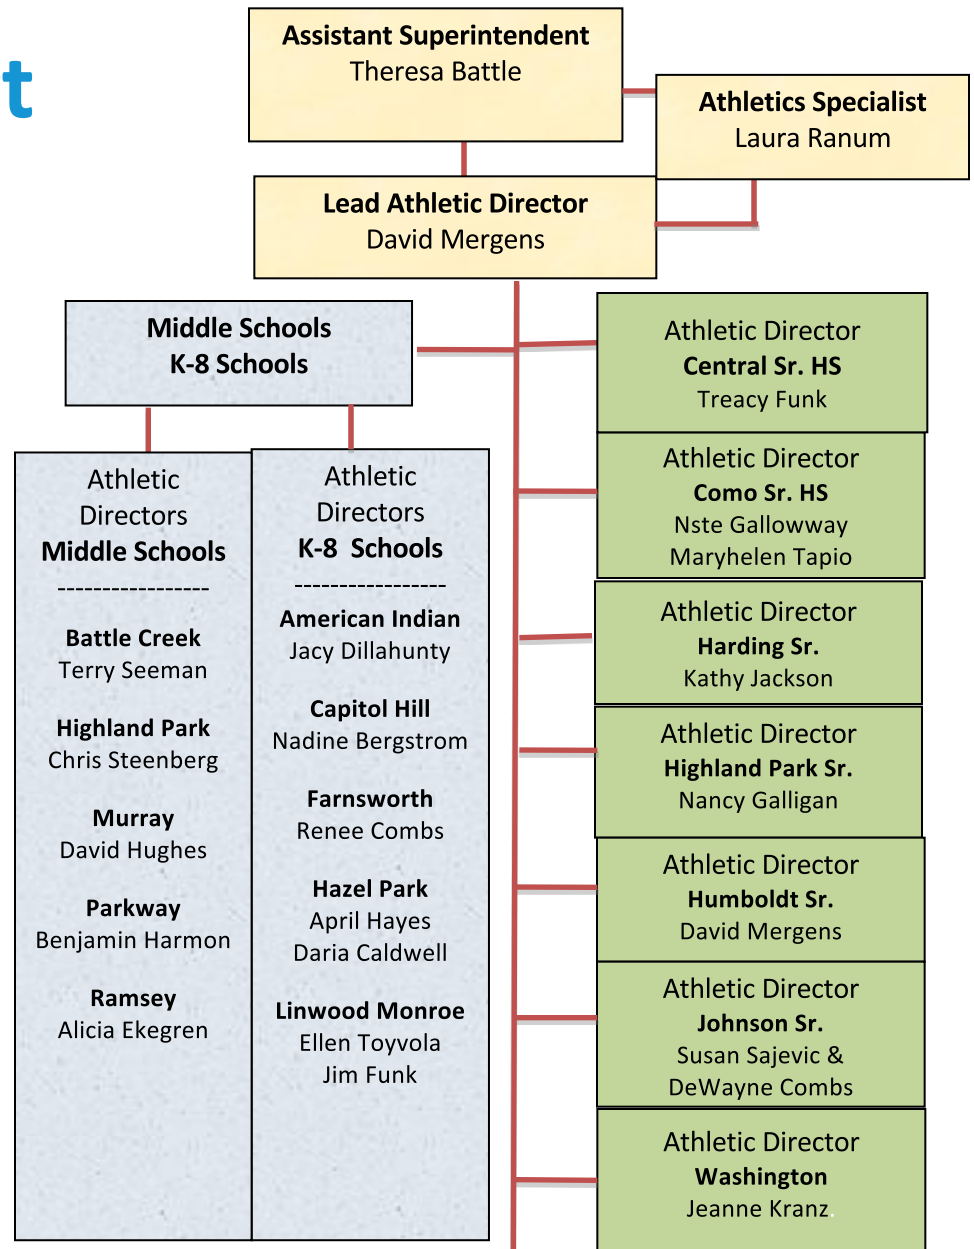 t
Assistant Superintendent
Theresa Battle
Athletics Specialist
Laura Ranum
Lead Athletic Director
David Mergens
Middle Schools
K-8 Schools
Athletic
Directors
Middle Schools
-----------------
Battle Creek
Terry Seeman
Highland Park
Chris Steenberg
Murray
David Hughes
Parkway
Benjamin Harmon
Ramsey
Alicia Ekegren
Athletic
Directors
K-8  Schools
-----------------
American Indian
Jacy Dillahunty
Capitol Hill
Nadine Bergstrom
Farnsworth
Renee Combs
Hazel Park
April Hayes
Daria Caldwell
Linwood Monroe
Ellen Toyvola
Jim Funk
Athletic Director
Central Sr. HS
Treacy Funk
Athletic Director
Como Sr. HS
Nste Gallowway
Maryhelen Tapio
Athletic Director
Harding Sr.
Kathy Jackson
Athletic Director
Highland Park Sr.
Nancy Galligan
Athletic Director
Humboldt Sr.
David Mergens
Athletic Director
Johnson Sr.
Susan Sajevic &
DeWayne Combs
Athletic Director
Washington
Jeanne Kranz.